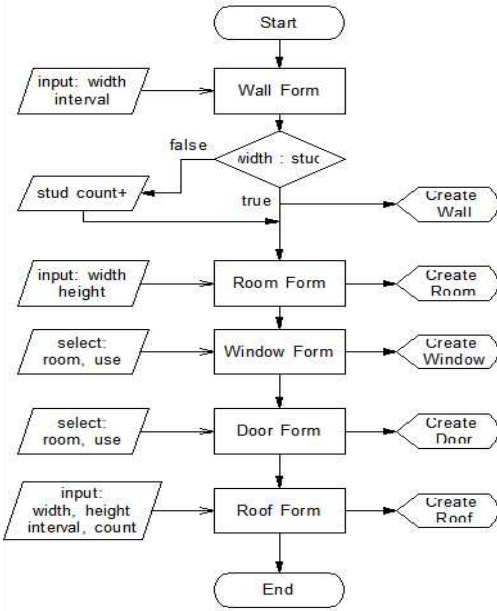 Start
input: width
interval
Wall Form
false
width : stud
stud count+
true
Create
Wall
input: width
height
Room Form
Create
Room
select:
room, use
Window Form
Create
Window
select:
room, use
Door Form
Create
Door
input:
width, height
interval, count
Roof Form
Create
Roof
End